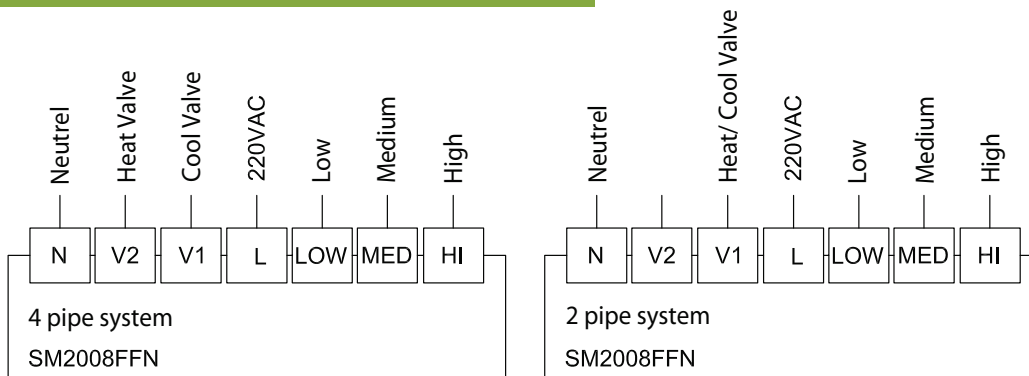 Neutrel
Heat Valve
Cool Valve
220VAC
Low
Medium
High
N
V2
V1
L
LOW
MED
HI
4 pipe system
SM2008FFN
Neutrel
Heat/ Cool Valve
220VAC
Low
Medium
High
N
V2
V1
L
LOW
MED
HI
2 pipe system
SM2008FFN